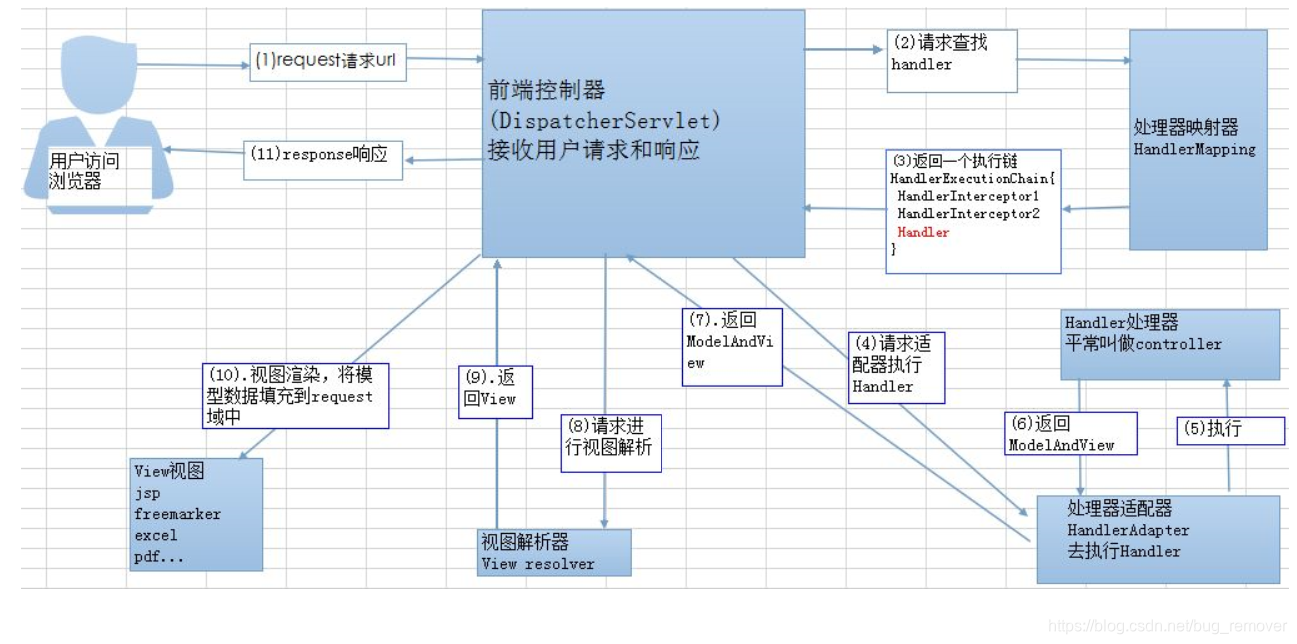 (1)request请求url
(2)请求查找
handler
前端控制器
(DispatcherServlet)
接收用户请求和响应
处理器映射器
HandlerMapping
用户访问
浏览器
(11)response响应
(3)返回一个执行链
HandlerExecutionChain{
HandlerInterceptor1
HandlerInterceptor2
Handler
}
(7).返回
ModelAndVi
ew
(4)请求适
配器执行
Handler
Handler处理器
平常叫做controller
(10).视图渲染，将模
型数据填充到request
域中
(9).返
回View
(8)请求进
行视图解析
(6)返回
ModelAndView
(5)执行
View视图
jsp
freemarker
excel
pdf...
视图解析器
View resolver
处理器适配器
HandlerAdapter
去执行Handler
https://blog.csdn.net/bug_remover